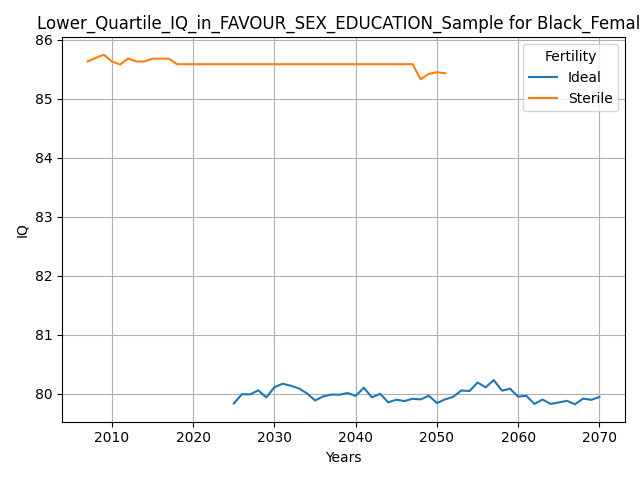 Lower_Quartile_IQ_in_FAVOUR_SEX_EDUCATION_Sample for Black_Femal
86
85
84
83
82
81
80
IQ
Fertility
Ideal
Sterile
2010 2020 2030 2040 2050 2060 2070
Years